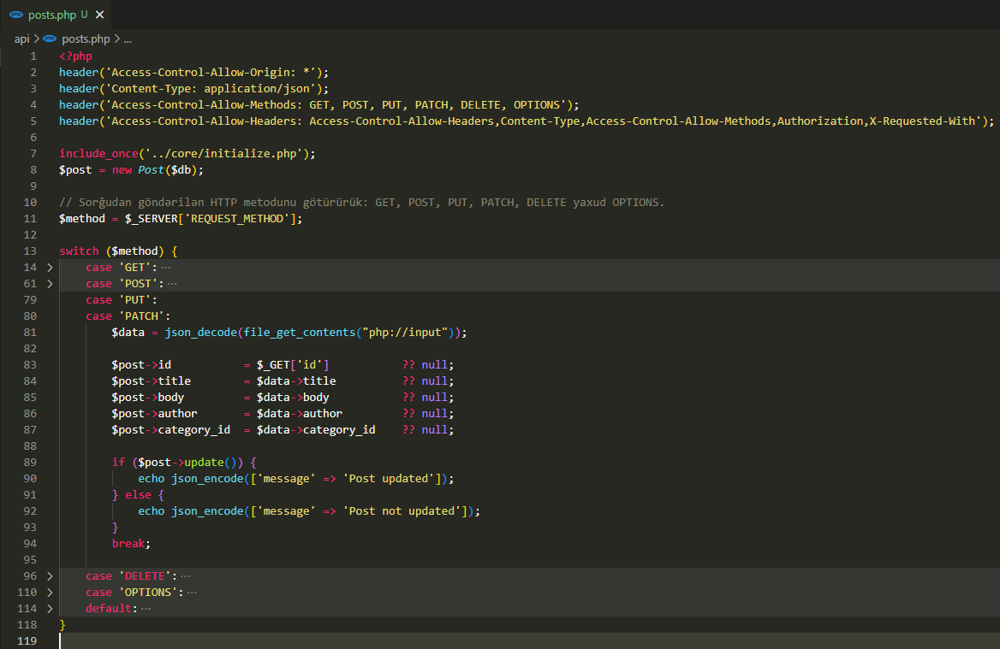 posts.php U ×
api > posts.php > ...
1 <?php
2 header('Access-Control-Allow-Origin: *');
3 header('Content-Type: application/json');
4 header('Access-Control-Allow-Methods: GET, POST, PUT, PATCH, DELETE, OPTIONS');
5 header('Access-Control-Allow-Headers: Access-Control-Allow-Headers,Content-Type,Access-Control-Allow-Methods,Authorization,X-Requested-With');
6
7 include_once('../core/initialize.php');
8 $post = new Post($db);
9
10 // Sorğudan göndərilən HTTP metodunu götürürük: GET, POST, PUT, PATCH, DELETE yaxud OPTIONS.
11 $method = $_SERVER['REQUEST_METHOD'];
12
13 switch ($method) {
14 > case 'GET': ···
61 > case 'POST': ···
79 case 'PUT':
80 case 'PATCH':
81 $data = json_decode(file_get_contents("php://input"));
82
83 $post->id = $_GET['id'] ?? null;
84 $post->title = $data->title ?? null;
85 $post->body = $data->body ?? null;
86 $post->author = $data->author ?? null;
87 $post->category_id = $data->category_id ?? null;
88
89 if ($post->update()) {
90 echo json_encode(['message' => 'Post updated']);
91 } else {
92 echo json_encode(['message' => 'Post not updated']);
93 }
94 break;
95
96 > case 'DELETE': ···
110 > case 'OPTIONS': ···
114 > default: ···
118 }
119